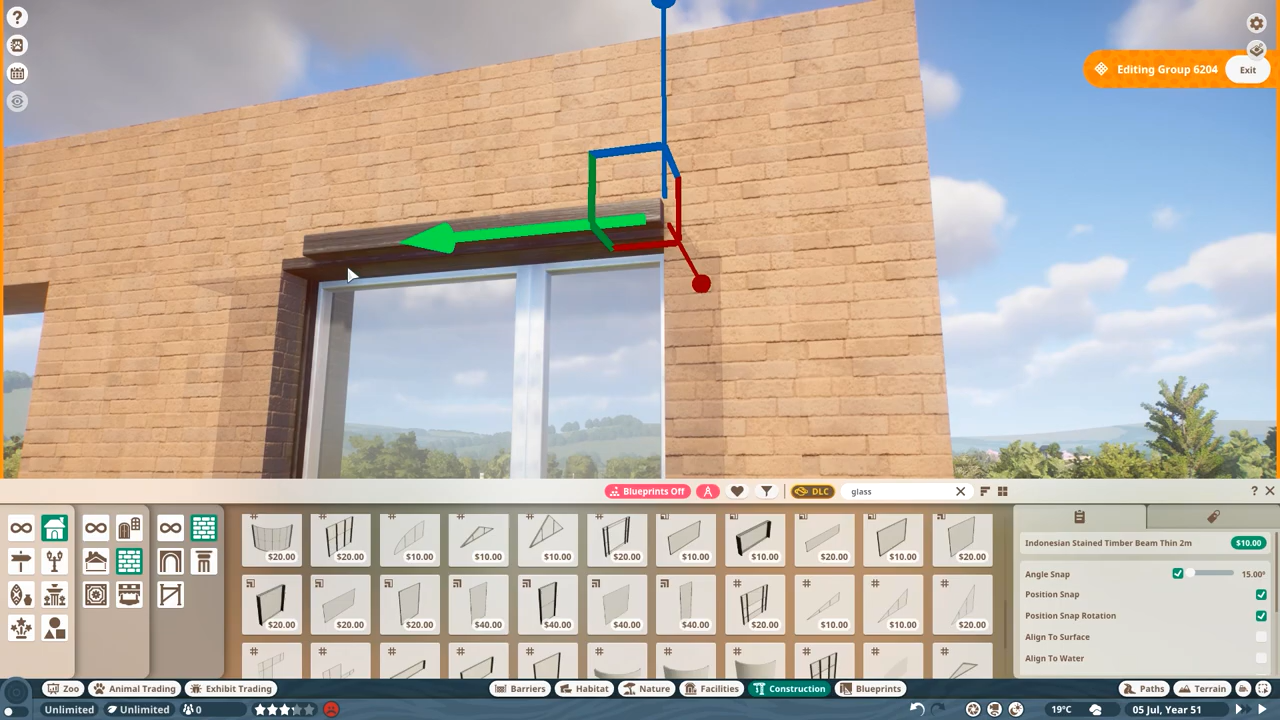 ?
Editing Group 6204
Exit
Blueprints Off
DLC
glass
?
$20.00 $20.00 $10.00 $10.00 $10.00 $20.00 $10.00 $10.00 $20.00 $10.00 $20.00
$20.00 $20.00 $20.00 $40.00 $40.00 $40.00 $40.00 $20.00 $10.00 $10.00 $10.00
Indonesian Stained Timber Beam Thin 2m $10.00
Angle Snap 15.00°
Position Snap
Position Snap Rotation
Align To Surface
Align To Water
Zoo Animal Trading Exhibit Trading Barriers Habitat Nature Facilities Construction Blueprints Paths Terrain
Unlimited Unlimited 0 19°C 05 Jul, Year 51